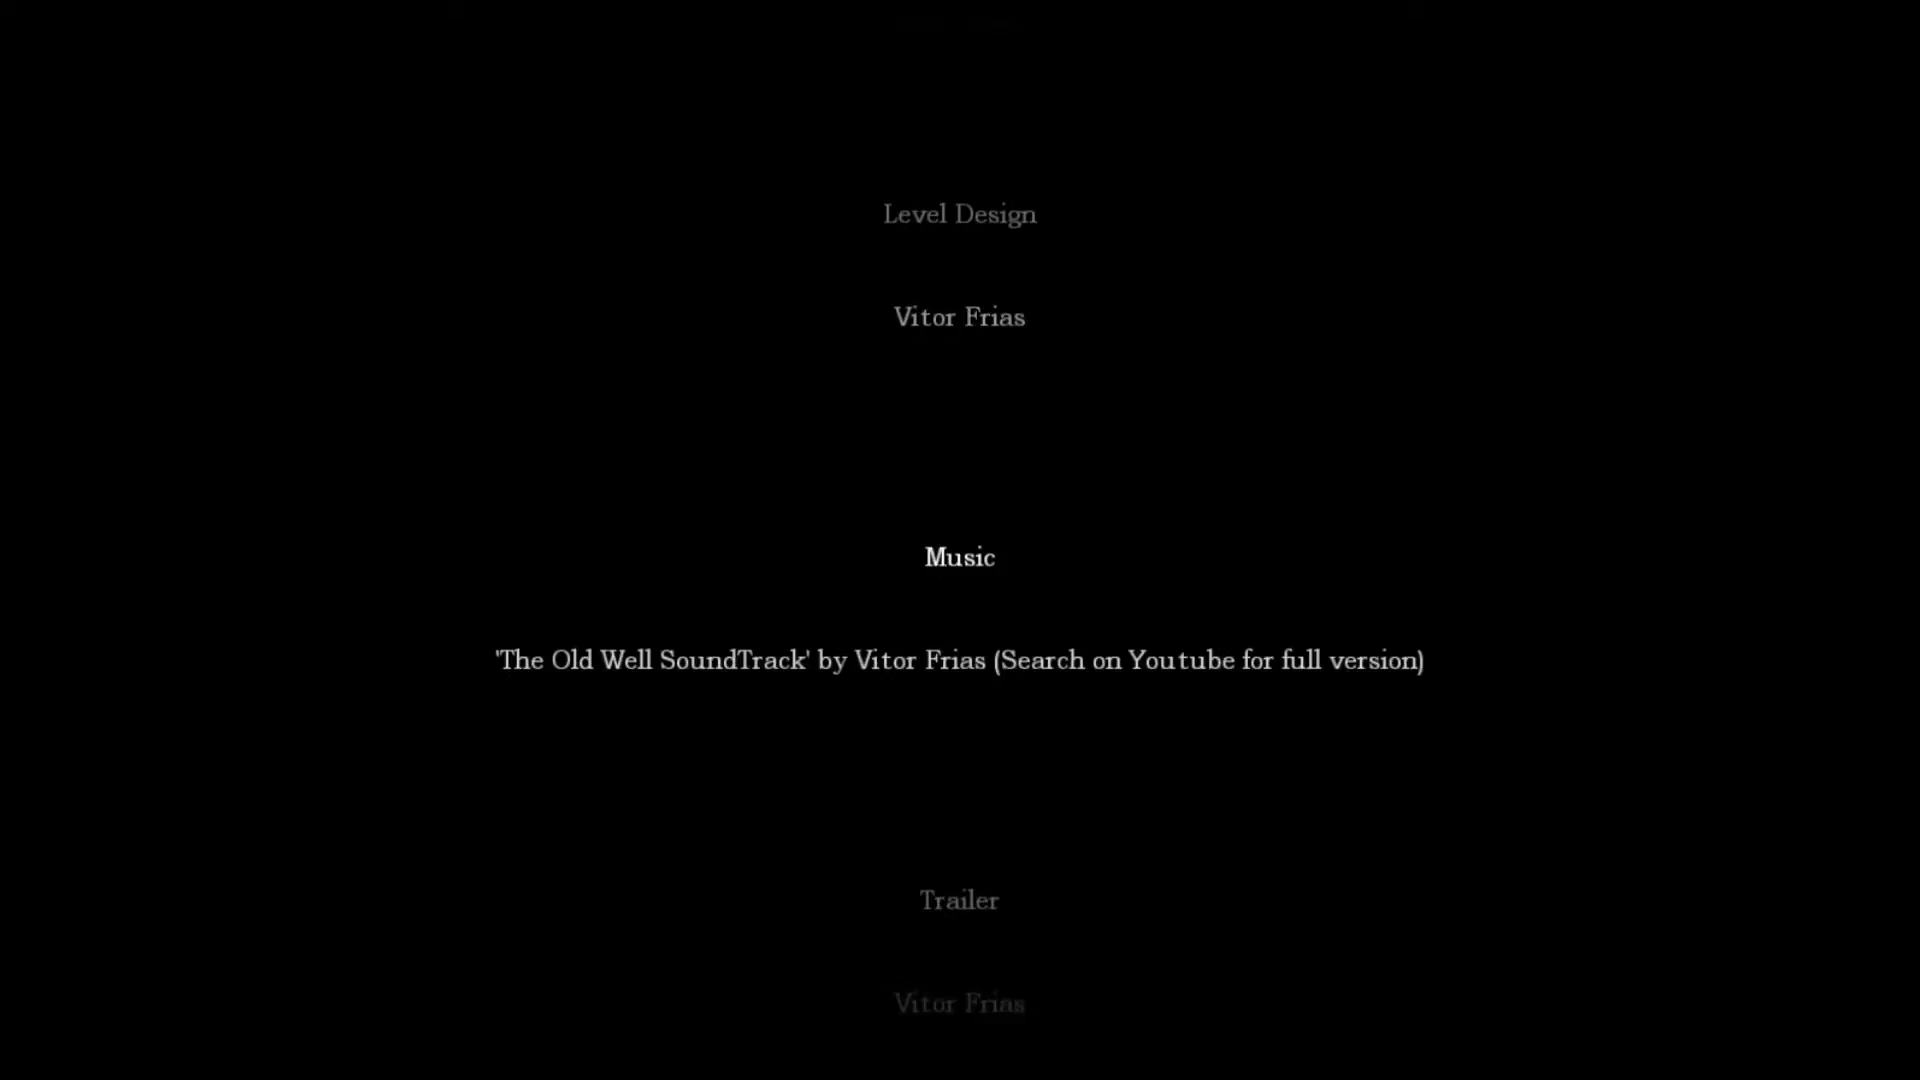 Level Design
Vitor Frias
Music
'The Old Well SoundTrack' by Vitor Frias (Search on Youtube for full version)
Trailer
Vitor Frias